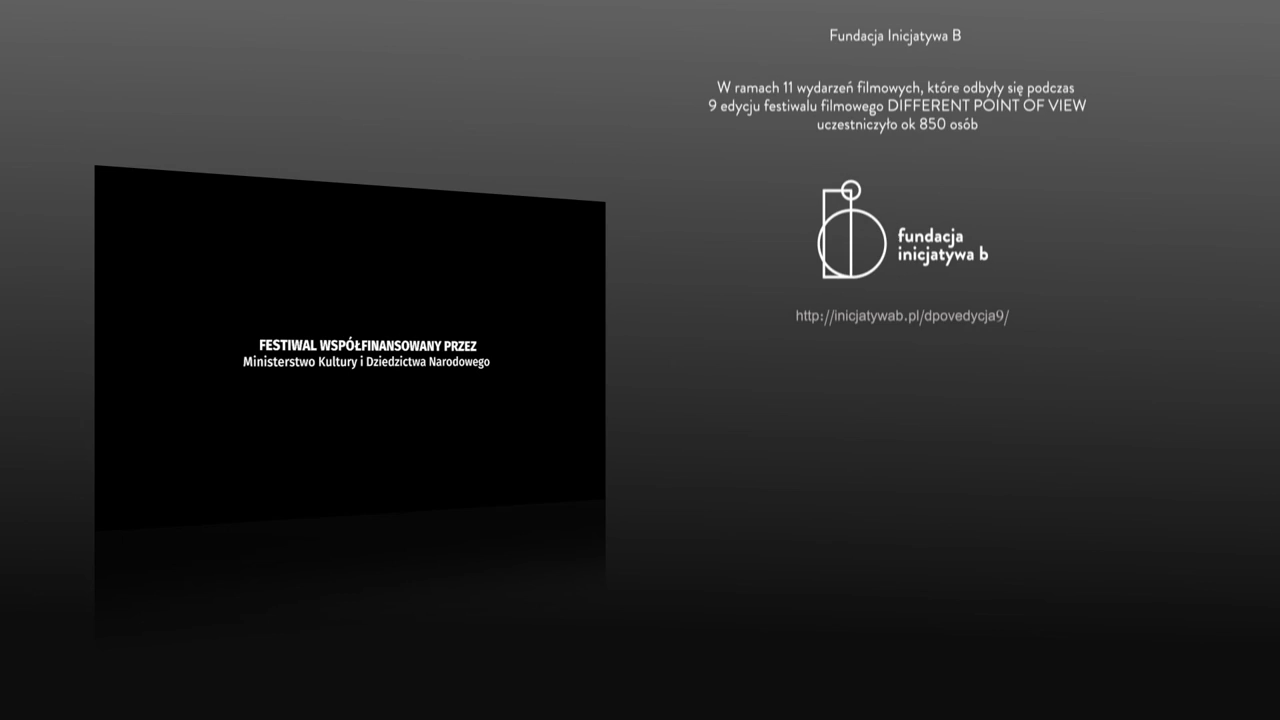 Fundacja Inicjatywa B
W ramach 11 wydarzeń filmowych, które odbyły się podczas
9 edycju festiwalu filmowego DIFFERENT POINT OF VIEW
uczestniczyło ok 850 osób
fundacja
inicjatywa b
http://inicjatywab.pl/dpovedycja9/
FESTIWAL WSPÓŁFINANSOWANY PRZEZ
Ministerstwo Kultury i Dziedzictwa Narodowego